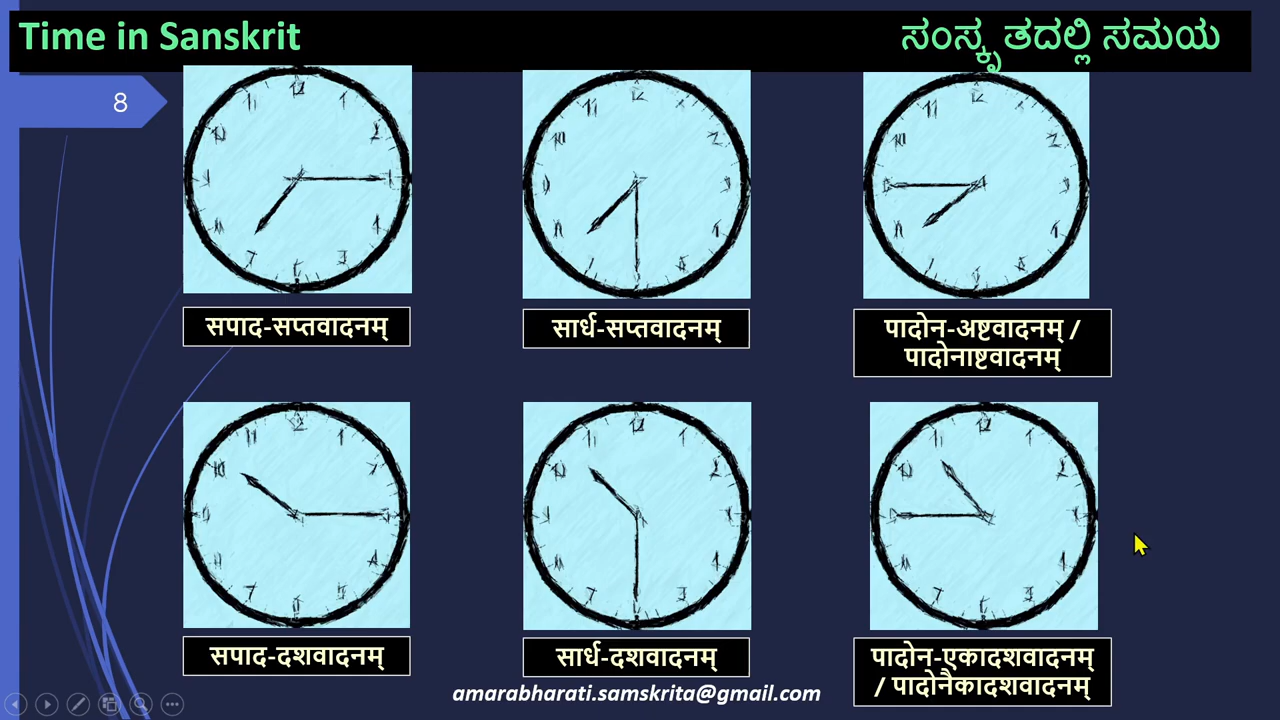 Time in Sanskrit
ಸಂಸ್ಕೃತದಲ್ಲಿ ಸಮಯ
8
सपाद-सप्तवादनम्
सार्ध-सप्तवादनम्
पादोन-अष्टवादनम् /
पादोनाष्टवादनम्
सपाद-दशवादनम्
सार्ध-दशवादनम्
पादोन-एकादशवादनम्
/ पादोनैकादशवादनम्
amarabharati.samskrita@gmail.com